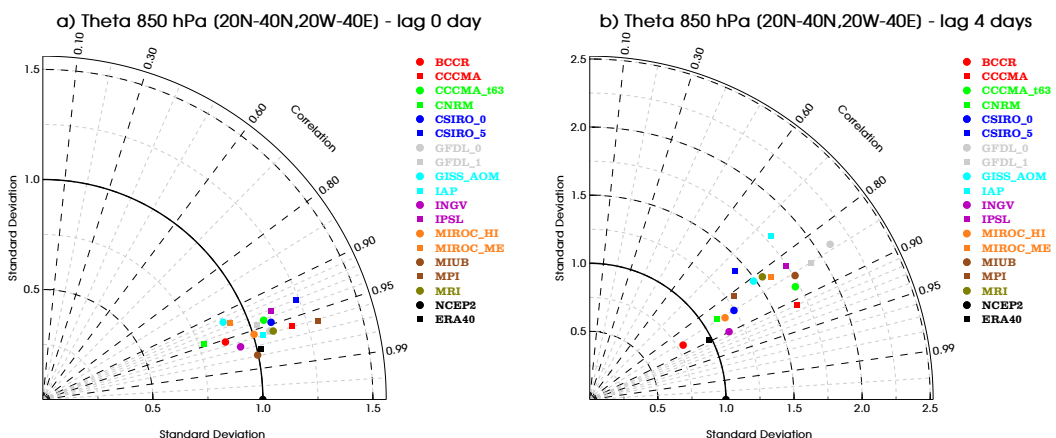 a) Theta 850 hPa [20N-40N,20W-40E] - lag 0 day
1.5
1.0
0.5
Standard Deviation
0.10
0.30
0.60
Correlation
0.80
0.90
0.95
0.99
0.5
1.0
1.5
Standard Deviation
BCCR
CCCMA
CCCMA_t63
CNRM
CSIRO_0
CSIRO_5
GFDL_0
GFDL_1
GISS_AOM
IAP
INGV
IPSL
MIROC_HI
MIROC_ME
MIUB
MPI
MRI
NCEP2
ERA40
b) Theta 850 hPa [20N-40N,20W-40E] - lag 4 days
2.5
2.0
1.5
1.0
0.5
Standard Deviation
0.10
0.30
0.60
Correlation
0.80
0.90
0.95
0.99
0.5
1.0
1.5
2.0
2.5
Standard Deviation
BCCR
CCCMA
CCCMA_t63
CNRM
CSIRO_0
CSIRO_5
GFDL_0
GFDL_1
GISS_AOM
IAP
INGV
IPSL
MIROC_HI
MIROC_ME
MIUB
MPI
MRI
NCEP2
ERA40